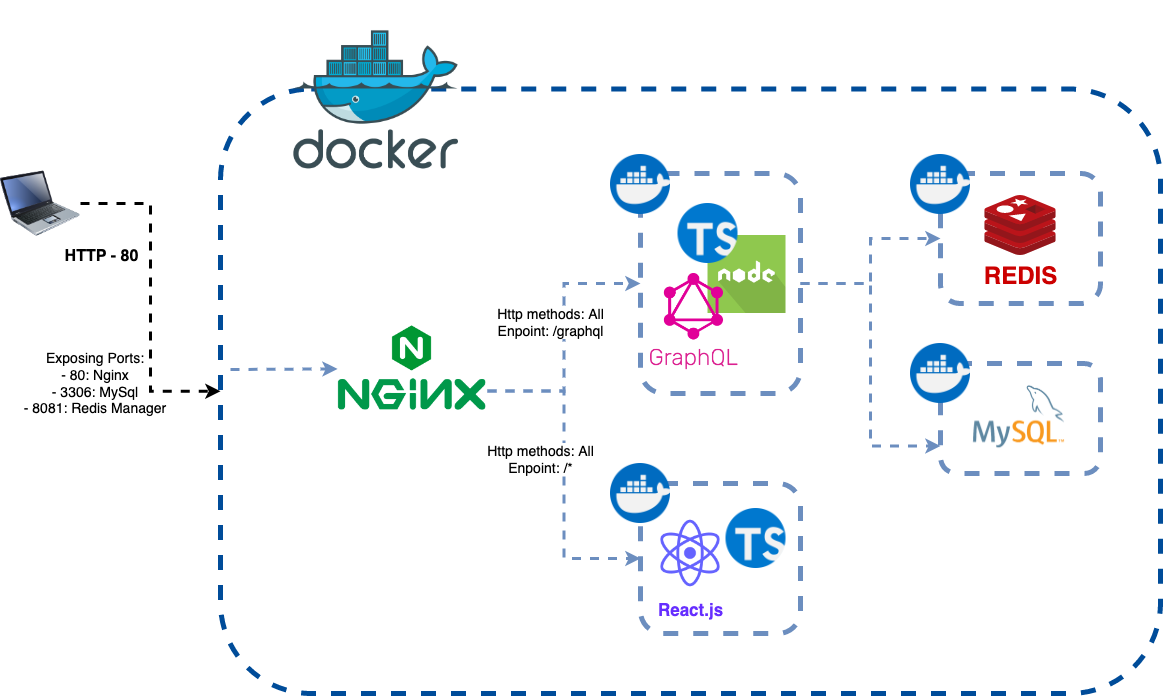 docker
HTTP - 80
Exposing Ports:
- 80: Nginx
- 3306: MySql
- 8081: Redis Manager
NGiNX
N
Http methods: All
Enpoint: /graphql
TS
node
GraphQL
REDIS
MySQL™
Http methods: All
Enpoint: /*
TS
React.js